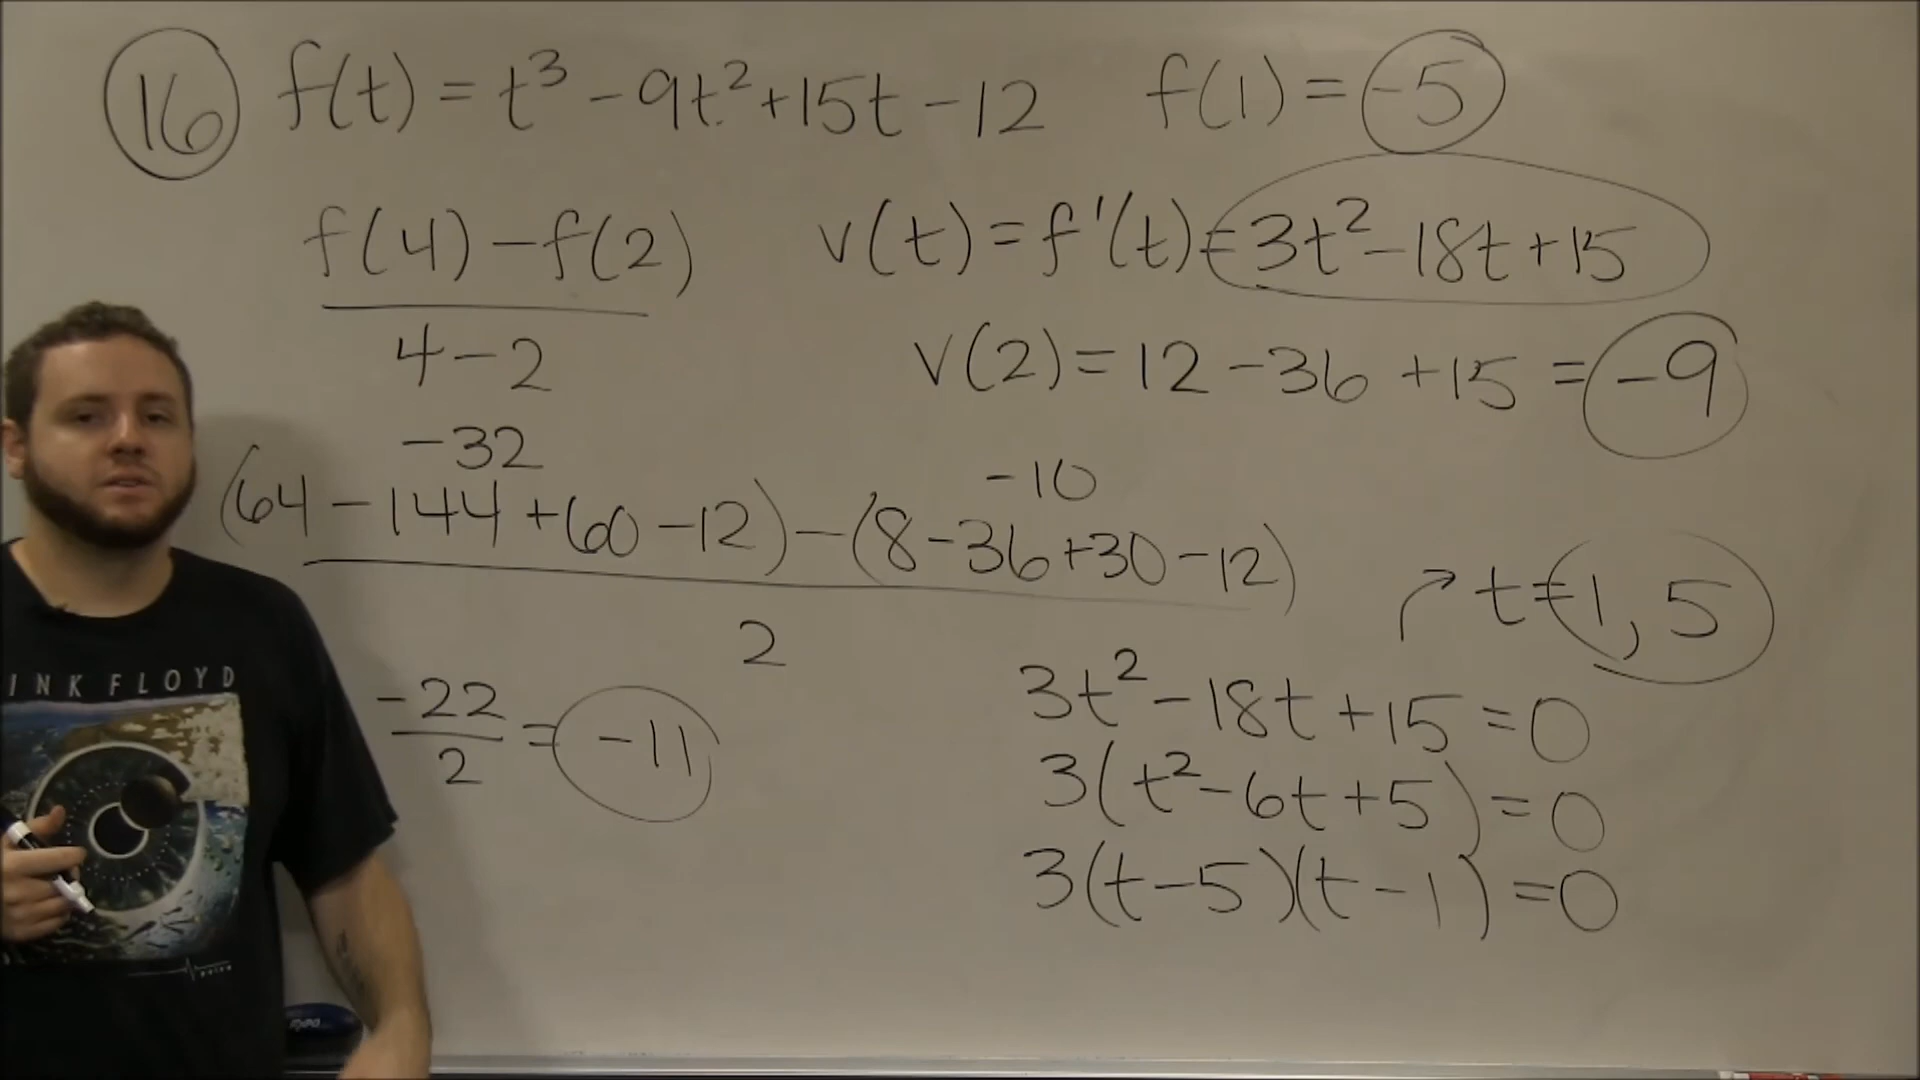 16 f(t) = t³ - 9t² + 15t - 12 f(1) = -5
f(4) - f(2)
4 - 2
v(t) = f'(t) = 3t² - 18t + 15
v(2) = 12 - 36 + 15 = -9
-32
-10
(64 - 144 + 60 - 12) - (8 - 36 + 30 - 12)
2
-22
2
= -11
t = 1, 5
3t² - 18t + 15 = 0
3(t² - 6t + 5) = 0
3(t - 5)(t - 1) = 0
INK FLOYD